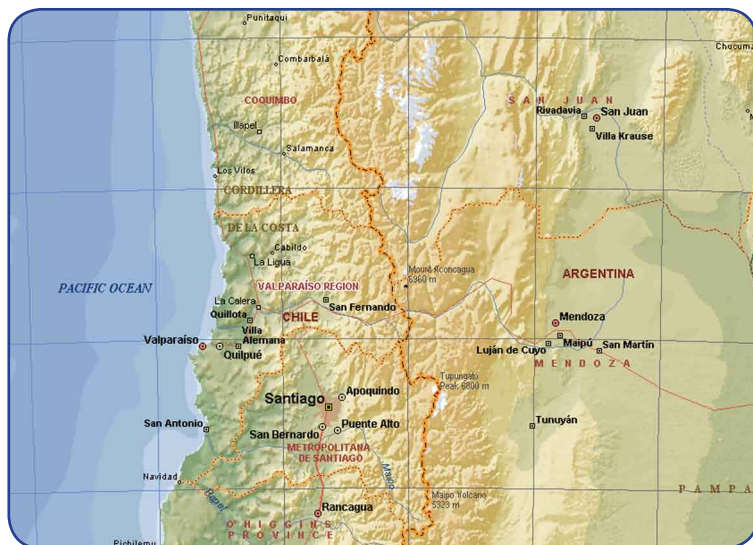 Punitaqui
Combarbalá
COQUIMBO
Illapel
Salamanca
Los Vilos
CORDILLERA
DE LA COSTA
Cabildo
La Ligua
VALPARAÍSO REGION
La Calera
San Fernando
Quillota
CHILE
Villa
Alemana
Valparaíso
Quilpué
PACIFIC OCEAN
Apoquindo
Santiago
San Antonio
Puente Alto
San Bernardo
METROPOLITANA
DE SANTIAGO
Maipo
Navidad
Rapel
Rancagua
O'HIGGINS
PROVINCE
Pichilemu
SAN JUAN
Rivadavia
San Juan
Villa Krause
6960 m
ARGENTINA
Mendoza
Luján de Cuyo
Maipú
San Martín
MENDOZA
Tupungato
Peak 6800 m
Tunuyán
Maipo Volcano
5323 m
PAMPA